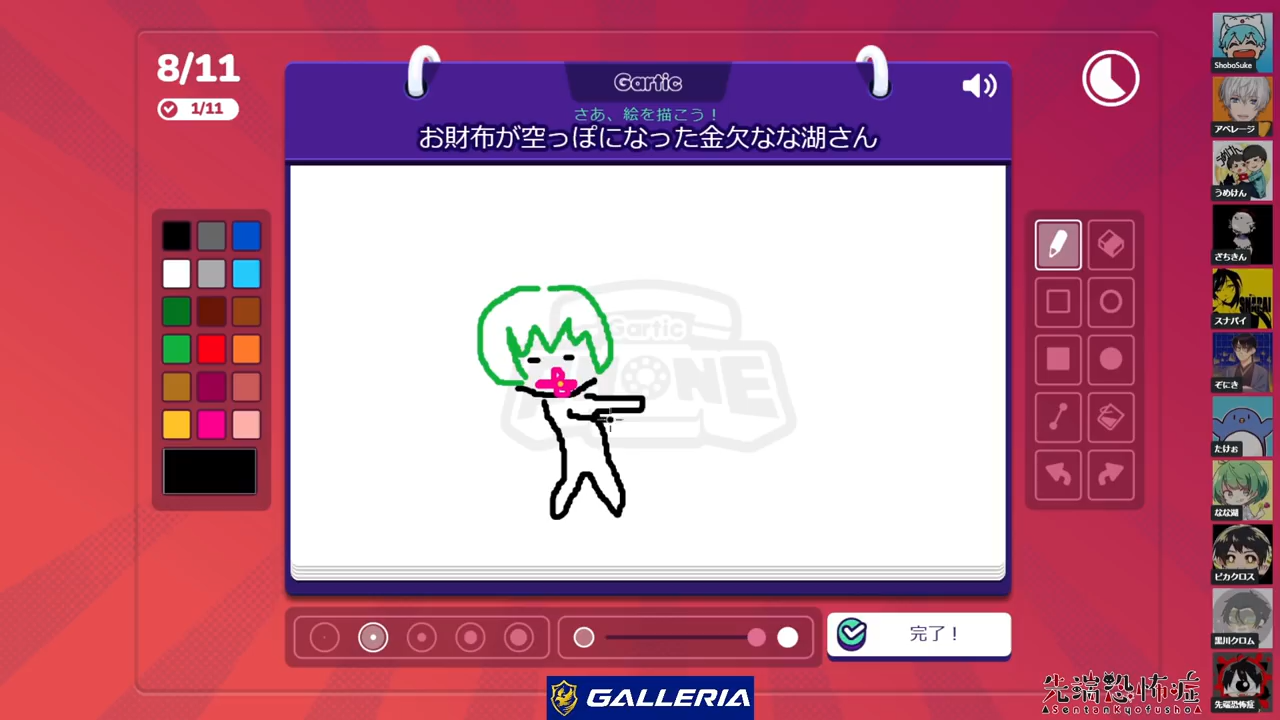 8/11
1/11
Gartic
さあ、絵を描こう！
お財布が空っぽになった金欠なな湖さん
Gartic
PHONE
完了！
GALLERIA
ShoboSuke
アベレージ
うめけん
さちきん
スナバイ
ぞにき
たけぉ
なな湖
ピカクロス
黒川クロム
先端恐怖症
先端恐怖症
SentanKyofusho